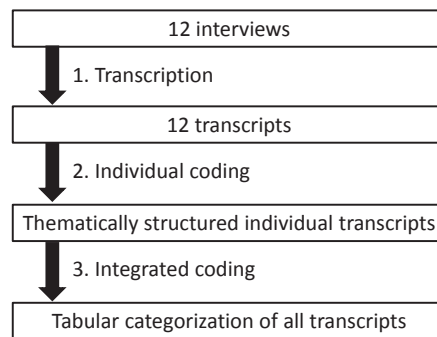 12 interviews
1. Transcription
12 transcripts
2. Individual coding
Thematically structured individual transcripts
3. Integrated coding
Tabular categorization of all transcripts